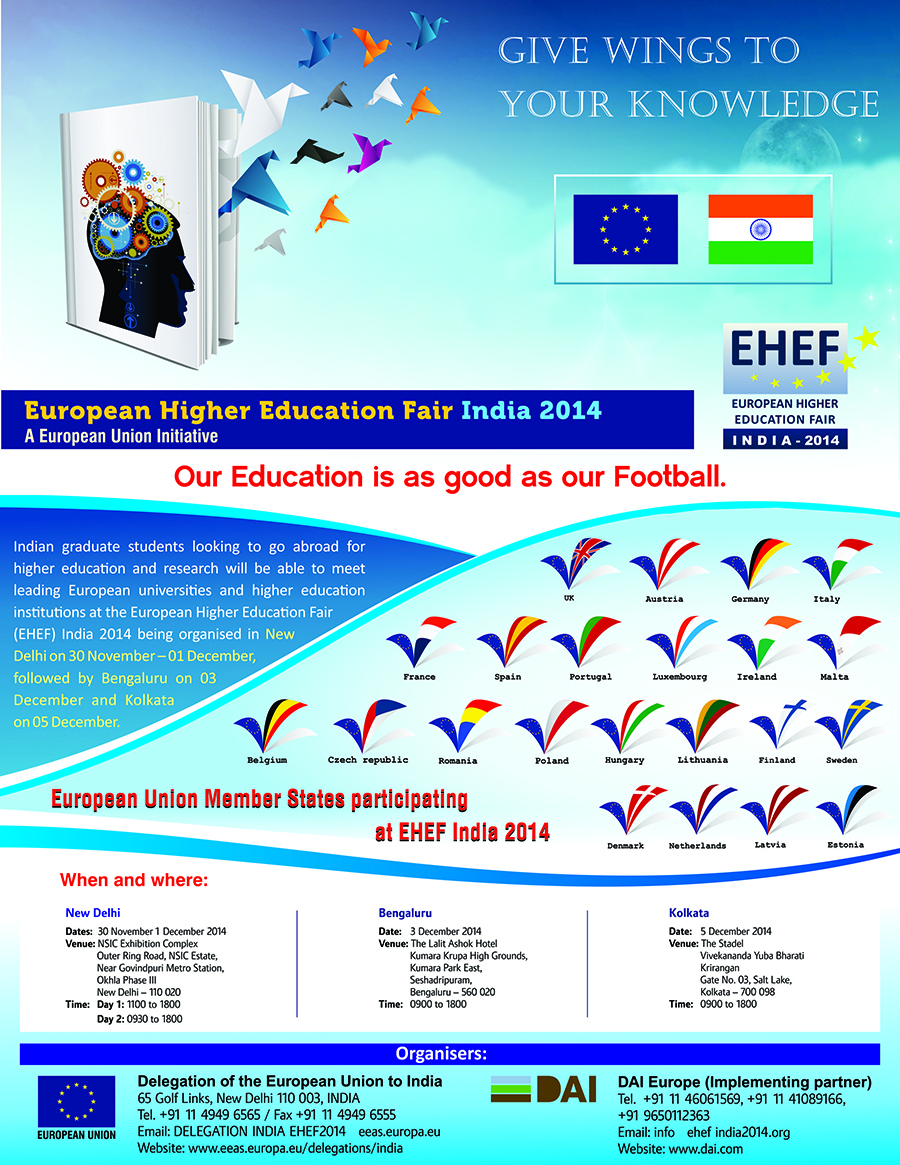 GIVE WINGS TO
YOUR KNOWLEDGE
EHEF
EUROPEAN HIGHER
EDUCATION FAIR
INDIA - 2014
European Higher Education Fair India 2014
A European Union Initiative
Our Education is as good as our Football.
Indian graduate students looking to go abroad for
higher education and research will be able to meet
leading European universities and higher education
institutions at the European Higher Education Fair
(EHEF) India 2014 being organised in New
Delhi on 30 November – 01 December,
followed by Bengaluru on 03
December and Kolkata
on 05 December.
UK
Austria
Germany
Italy
France
Spain
Portugal
Luxembourg
Ireland
Malta
Belgium
Czech republic
Romania
Poland
Hungary
Lithuania
Finland
Sweden
Denmark
Netherlands
Latvia
Estonia
European Union Member States participating
at EHEF India 2014
When and where:
New Delhi
Dates: 30 November 1 December 2014
Venue: NSIC Exhibition Complex
Outer Ring Road, NSIC Estate,
Near Govindpuri Metro Station,
Okhla Phase III
New Delhi – 110 020
Time: Day 1: 1100 to 1800
Day 2: 0930 to 1800
Bengaluru
Date: 3 December 2014
Venue: The Lalit Ashok Hotel
Kumara Krupa High Grounds,
Kumara Park East,
Seshadripuram,
Bengaluru – 560 020
Time: 0900 to 1800
Kolkata
Date: 5 December 2014
Venue: The Stadel
Vivekananda Yuba Bharati
Krirangan
Gate No. 03, Salt Lake,
Kolkata – 700 098
Time: 0900 to 1800
Organisers:
EUROPEAN UNION
Delegation of the European Union to India
65 Golf Links, New Delhi 110 003, INDIA
Tel. +91 11 4949 6565 / Fax +91 11 4949 6555
Email: DELEGATION INDIA EHEF2014 eeas.europa.eu
Website: www.eeas.europa.eu/delegations/india
DAI
DAI Europe (Implementing partner)
Tel. +91 11 46061569, +91 11 41089166,
+91 9650112363
Email: info ehef india2014.org
Website: www.dai.com